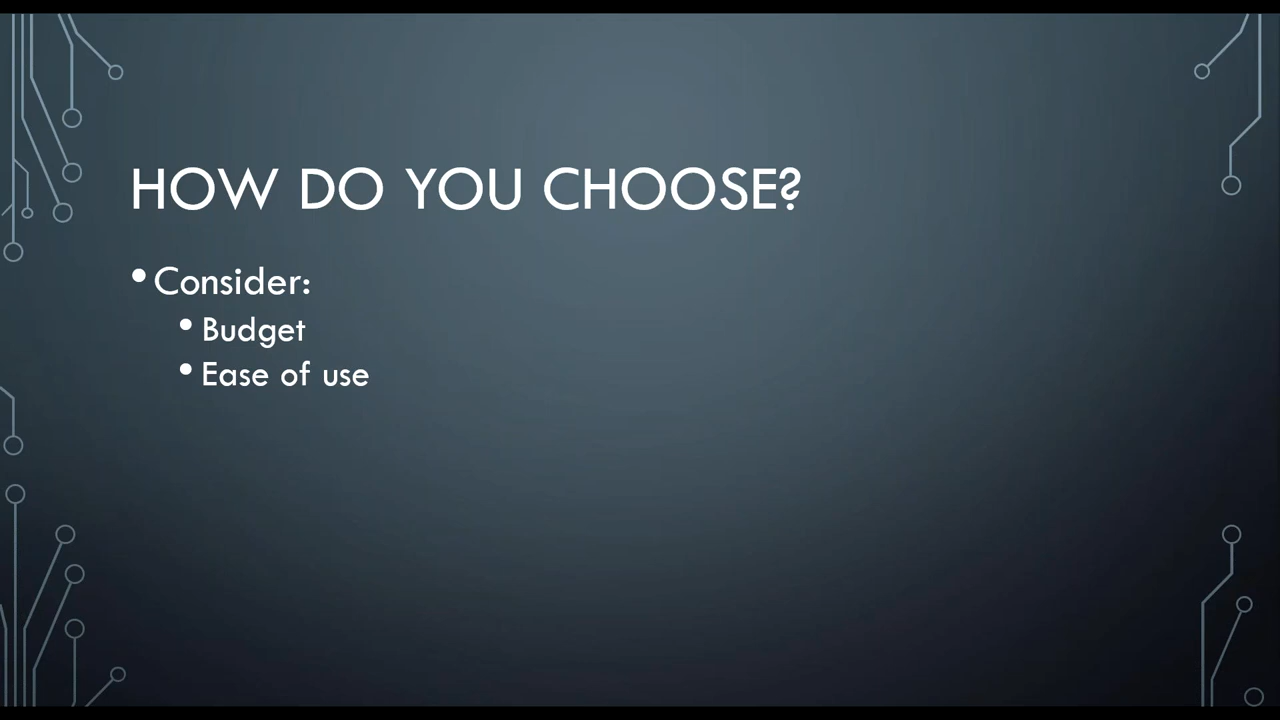 HOW DO YOU CHOOSE?
• Consider:
• Budget
• Ease of use